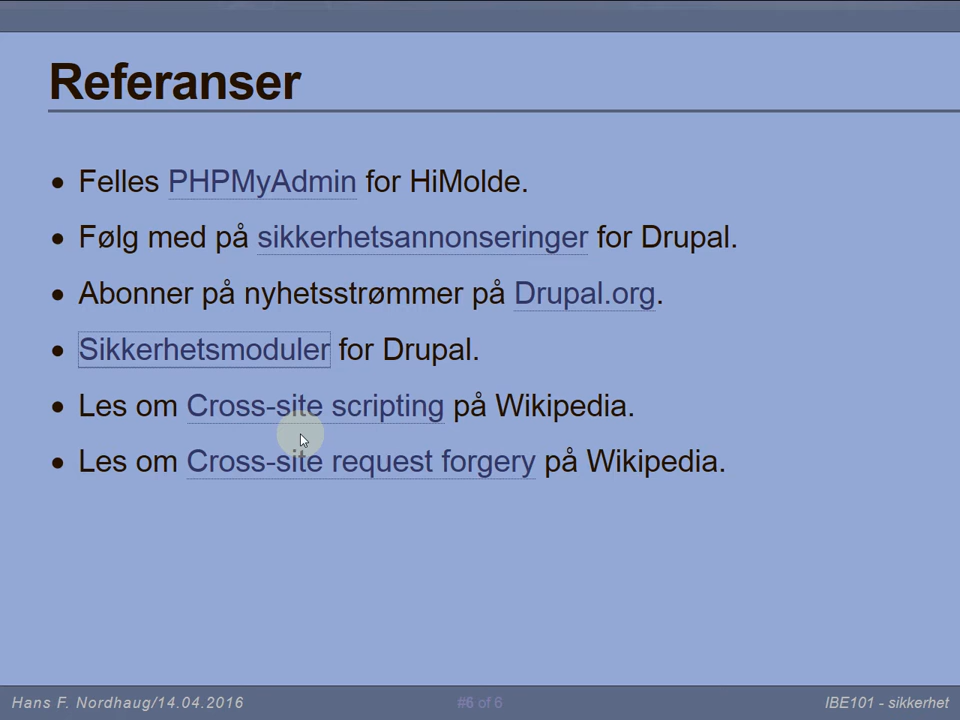 Referanser
Felles PHPMyAdmin for HiMolde.
Følg med på sikkerhetsannonseringer for Drupal.
Abonner på nyhetsstrømmer på Drupal.org.
Sikkerhetsmoduler for Drupal.
Les om Cross-site scripting på Wikipedia.
Les om Cross-site request forgery på Wikipedia.
Hans F. Nordhaug/14.04.2016
#6 of 6
IBE101 - sikkerhet